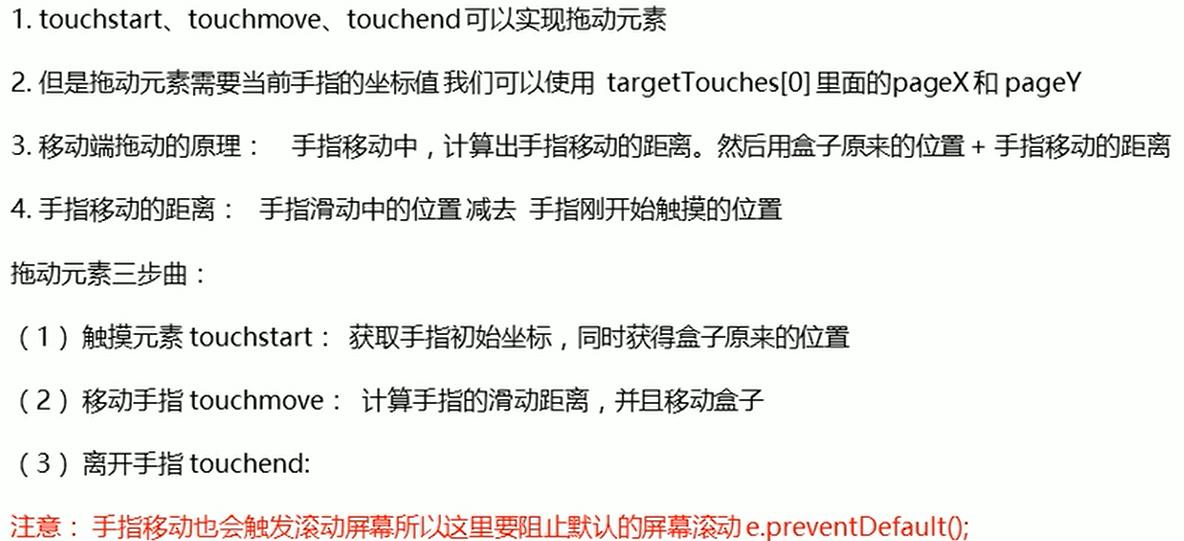 1. touchstart、touchmove、touchend可以实现拖动元素
2. 但是拖动元素需要当前手指的坐标值 我们可以使用 targetTouches[0] 里面的pageX 和 pageY
3. 移动端拖动的原理： 手指移动中，计算出手指移动的距离。然后用盒子原来的位置 + 手指移动的距离
4. 手指移动的距离： 手指滑动中的位置 减去 手指刚开始触摸的位置
拖动元素三步曲：
（1）触摸元素 touchstart： 获取手指初始坐标，同时获得盒子原来的位置
（2）移动手指 touchmove： 计算手指的滑动距离，并且移动盒子
（3）离开手指 touchend:
注意： 手指移动也会触发滚动屏幕所以这里要阻止默认的屏幕滚动 e.preventDefault();